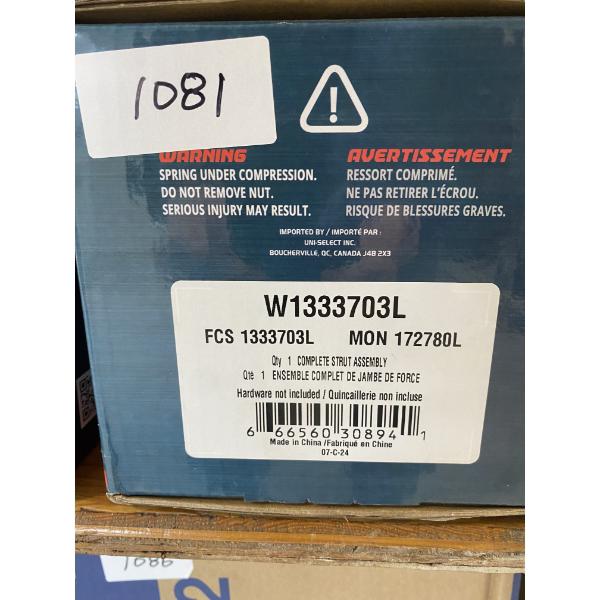 1081
WARNING
SPRING UNDER COMPRESSION.
DO NOT REMOVE NUT.
SERIOUS INJURY MAY RESULT.
AVERTISSEMENT
RESSORT COMPRIMÉ.
NE PAS RETIRER L'ÉCROU.
RISQUE DE BLESSURES GRAVES.
IMPORTED BY / IMPORTÉ PAR :
UNI-SELECT INC.
BOUCHERVILLE, QC, CANADA J4B 2X3
W1333703L
FCS 1333703L MON 172780L
Qty 1 COMPLETE STRUT ASSEMBLY
Qté 1 ENSEMBLE COMPLET DE JAMBE DE FORCE
Hardware not included / Quincaillerie non incluse
6 66560 30894 1
Made in China /Fabriqué en Chine
07-C-24
1086
2